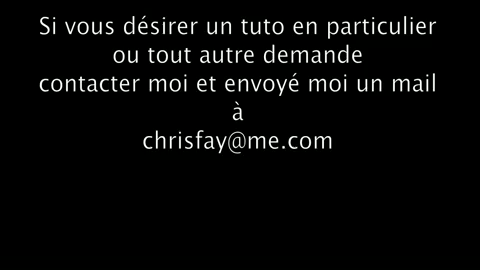 Si vous désirer un tuto en particulier
ou tout autre demande
contacter moi et envoyé moi un mail
à
chrisfay@me.com